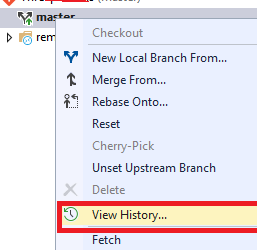 master
rem
Checkout
New Local Branch From...
Merge From...
Rebase Onto...
Reset
Cherry-Pick
Unset Upstream Branch
Delete
View History...
Fetch